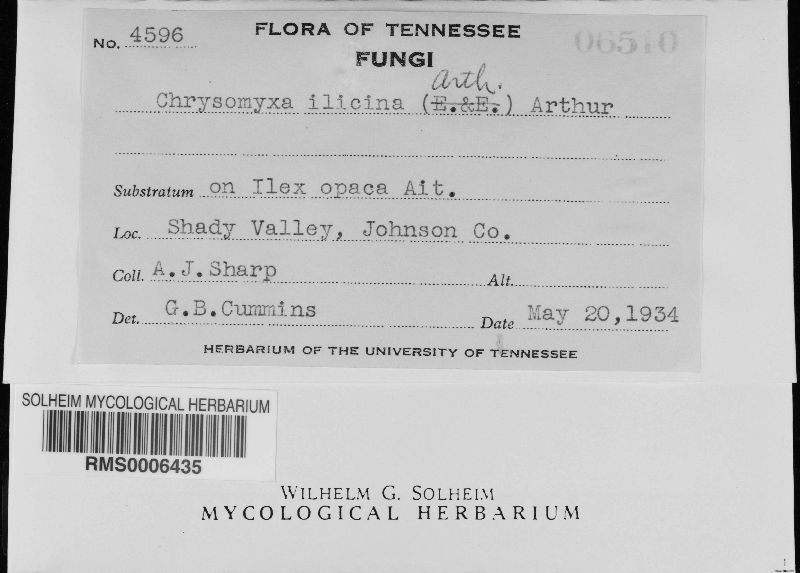 FLORA OF TENNESSEE
No. 4596
06510
FUNGI
Arth.
Chrysomyxa ilicina (E.&E.) Arthur
Substratum on Ilex opaca Ait.
Loc. Shady Valley, Johnson Co.
Coll. A.J.Sharp Alt.
Det. G.B.Cummins Date May 20,1934
HERBARIUM OF THE UNIVERSITY OF TENNESSEE
SOLHEIM MYCOLOGICAL HERBARIUM
RMS0006435
WILHELM G. SOLHEIM
MYCOLOGICAL HERBARIUM